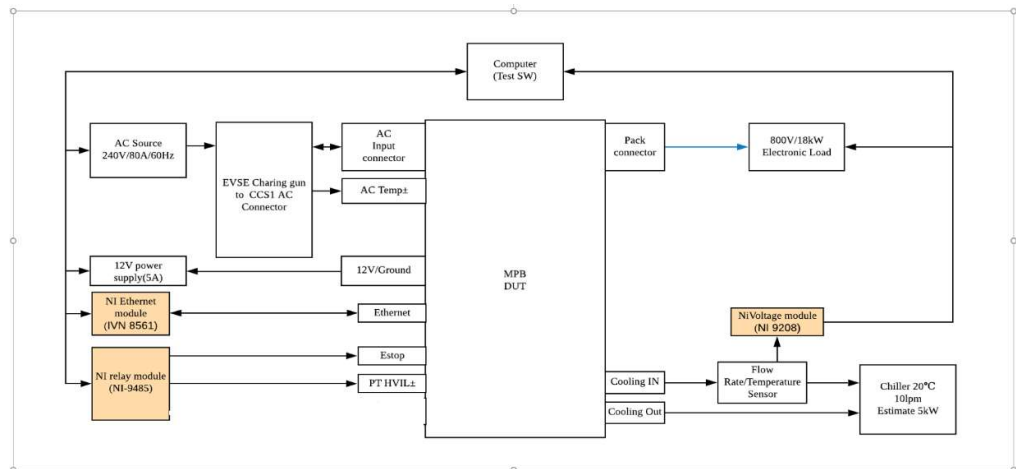 Computer
(Test SW)
AC Source
240V/80A/60Hz
EVSE Charing gun
to CCS1 AC
Connector
AC
Input
connector
AC Temp±
Pack
connector
800V/18kW
Electronic Load
12V power
supply(5A)
12V/Ground
MPB
DUT
NI Ethernet
module
(IVN 8561)
Ethernet
NiVoltage module
(NI 9208)
NI relay module
(NI-9485)
Estop
PT HVIL±
Cooling IN
Flow
Rate/Temperature
Sensor
Cooling Out
Chiller 20℃
10lpm
Estimate 5kW